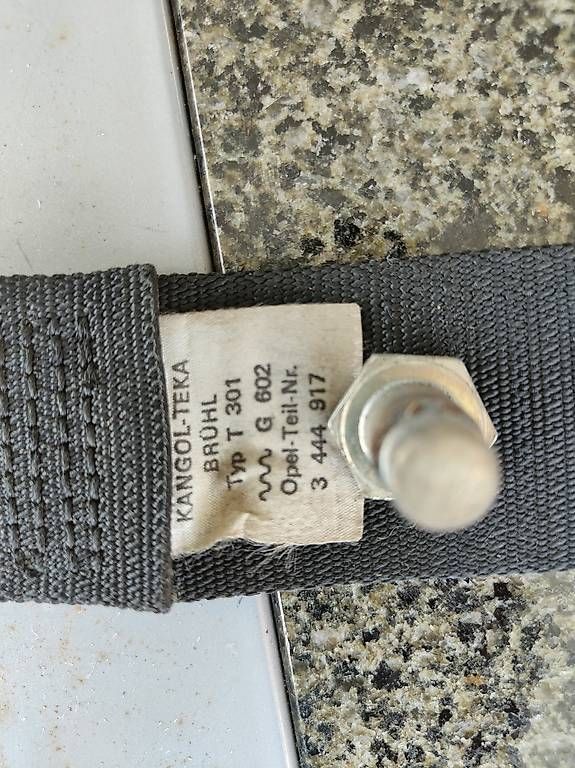 KANGOL-TEKA
BRÜHL
Typ T 301
G 602
Opel-Teil-Nr.
3 444 917